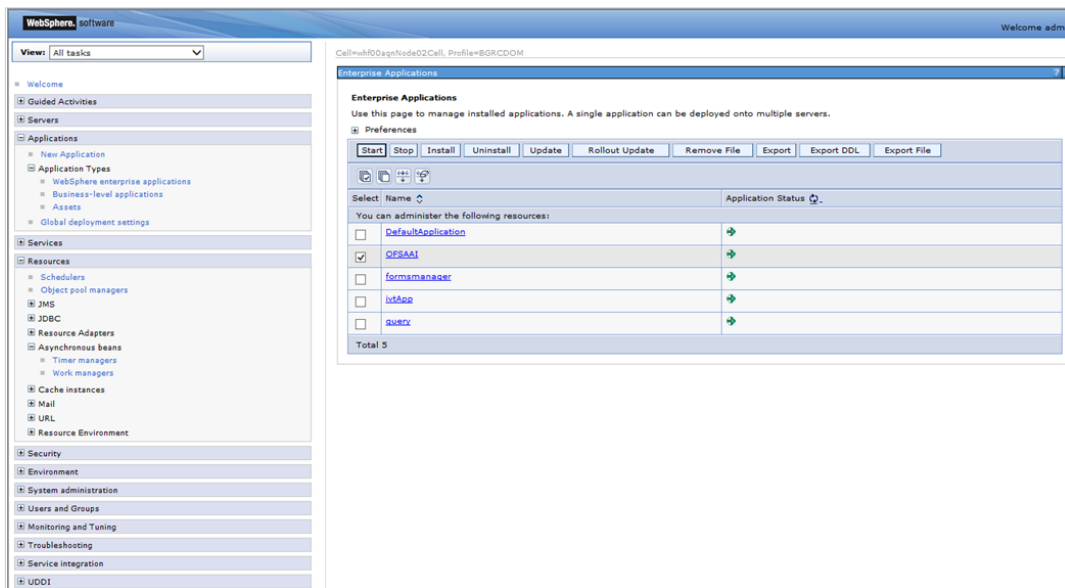 WebSphere. software
Welcome adm
View: All tasks
Cell=whf00aqnNode02Cell, Profile=BGRCDOM
Welcome
Guided Activities
Servers
Applications
New Application
Application Types
WebSphere enterprise applications
Business-level applications
Assets
Global deployment settings
Services
Resources
Schedulers
Object pool managers
JMS
JDBC
Resource Adapters
Asynchronous beans
Timer managers
Work managers
Cache instances
Mail
URL
Resource Environment
Security
Environment
System administration
Users and Groups
Monitoring and Tuning
Troubleshooting
Service integration
UDDI
Enterprise Applications ?
Enterprise Applications
Use this page to manage installed applications. A single application can be deployed onto multiple servers.
Preferences
Start Stop Install Uninstall Update Rollout Update Remove File Export Export DDL Export File
Select Name Application Status
You can administer the following resources:
DefaultApplication
OFSAAI
formsmanager
ivtApp
query
Total 5